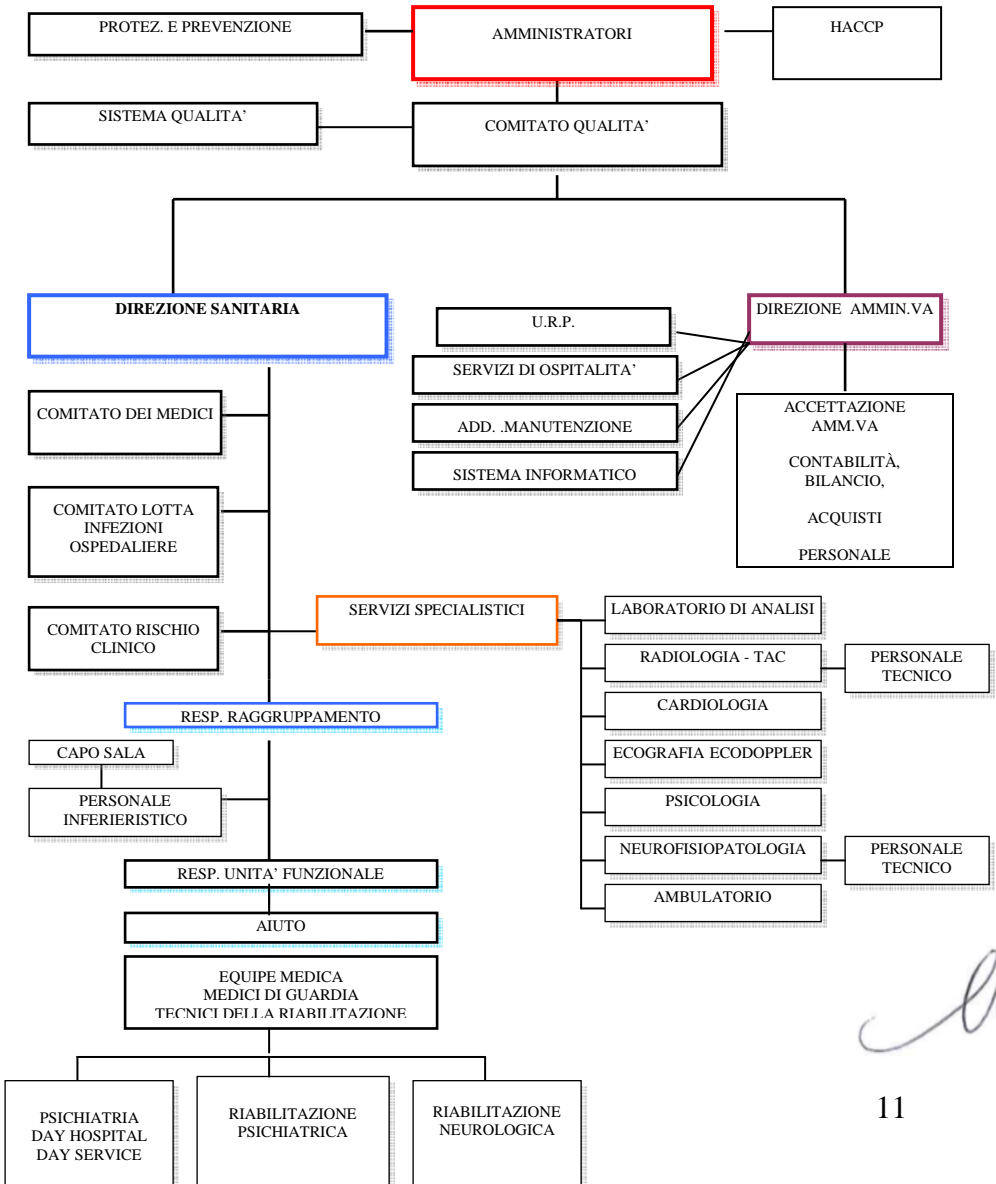 PROTEZ. E PREVENZIONE
AMMINISTRATORI
HACCP
SISTEMA QUALITA'
COMITATO QUALITA'
DIREZIONE SANITARIA
U.R.P.
DIREZIONE AMMIN.VA
SERVIZI DI OSPITALITA'
ADD. .MANUTENZIONE
SISTEMA INFORMATICO
ACCETTAZIONE
AMM.VA
CONTABILITÀ,
BILANCIO,
ACQUISTI
PERSONALE
COMITATO DEI MEDICI
COMITATO LOTTA
INFEZIONI
OSPEDALIERE
COMITATO RISCHIO
CLINICO
SERVIZI SPECIALISTICI
LABORATORIO DI ANALISI
RADIOLOGIA - TAC
PERSONALE
TECNICO
CARDIOLOGIA
ECOGRAFIA ECODOPPLER
PSICOLOGIA
NEUROFISIOPATOLOGIA
PERSONALE
TECNICO
AMBULATORIO
RESP. RAGGRUPPAMENTO
CAPO SALA
PERSONALE
INFERIERISTICO
RESP. UNITA' FUNZIONALE
AIUTO
EQUIPE MEDICA
MEDICI DI GUARDIA
TECNICI DELLA RIABILITAZIONE
PSICHIATRIA
DAY HOSPITAL
DAY SERVICE
RIABILITAZIONE
PSICHIATRICA
RIABILITAZIONE
NEUROLOGICA
11